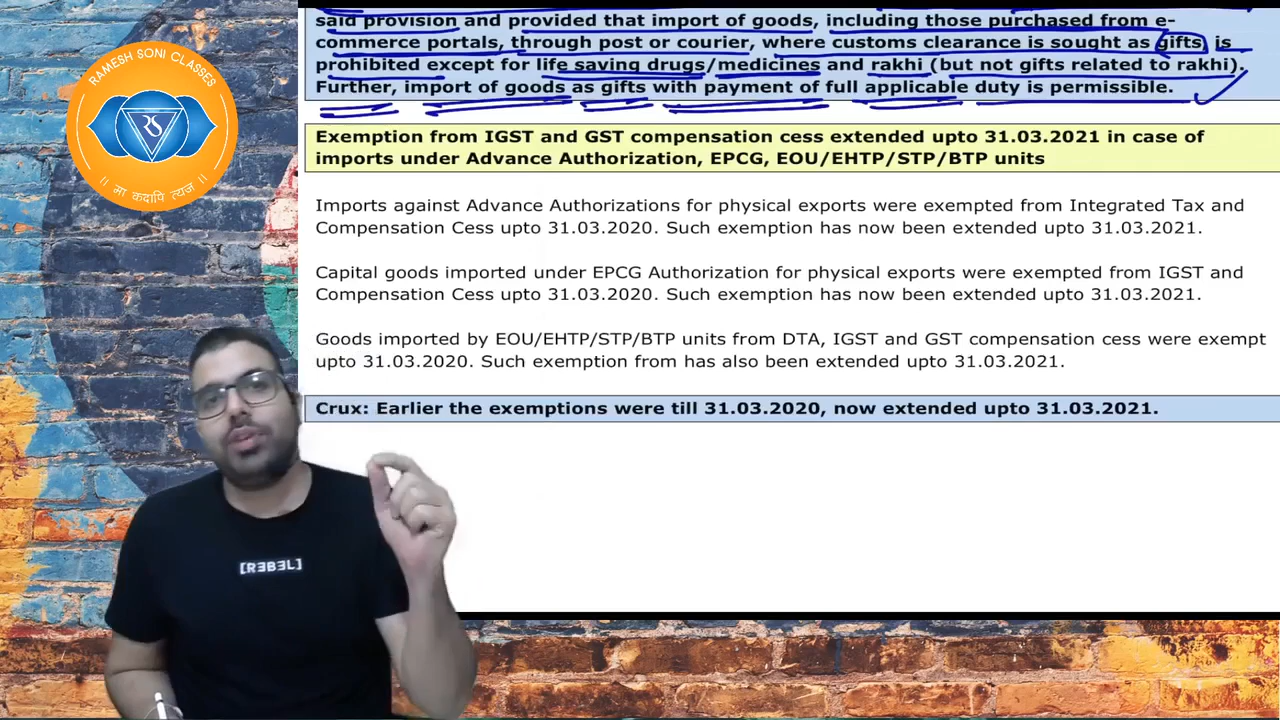 RAMESH SONI CLASSES
।। मा कदापि त्यज ।।
said provision and provided that import of goods, including those purchased from e-
commerce portals, through post or courier, where customs clearance is sought as gifts, is
prohibited except for life saving drugs/medicines and rakhi (but not gifts related to rakhi).
Further, import of goods as gifts with payment of full applicable duty is permissible.
Exemption from IGST and GST compensation cess extended upto 31.03.2021 in case of
imports under Advance Authorization, EPCG, EOU/EHTP/STP/BTP units
Imports against Advance Authorizations for physical exports were exempted from Integrated Tax and
Compensation Cess upto 31.03.2020. Such exemption has now been extended upto 31.03.2021.
Capital goods imported under EPCG Authorization for physical exports were exempted from IGST and
Compensation Cess upto 31.03.2020. Such exemption has now been extended upto 31.03.2021.
Goods imported by EOU/EHTP/STP/BTP units from DTA, IGST and GST compensation cess were exempt
upto 31.03.2020. Such exemption from has also been extended upto 31.03.2021.
Crux: Earlier the exemptions were till 31.03.2020, now extended upto 31.03.2021.
[RƎBƎL]